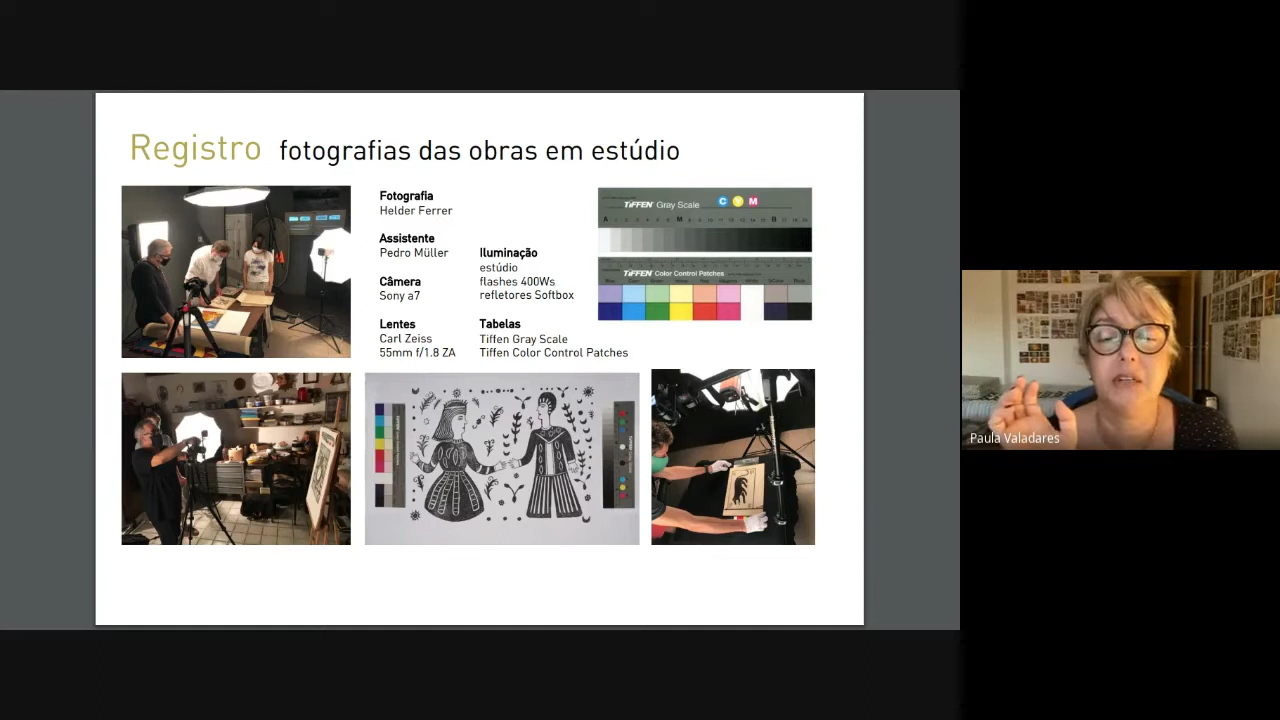 Registro fotografias das obras em estúdio
Fotografia
Helder Ferrer
Assistente
Pedro Müller
Câmera
Sony a7
Lentes
Carl Zeiss
55mm f/1.8 ZA
Iluminação
estúdio
flashes 400Ws
refletores Softbox
Tabelas
Tiffen Gray Scale
Tiffen Color Control Patches
TIFFEN Gray Scale C Y M
A M B
TIFFEN Color Control Patches
Paula Valadares